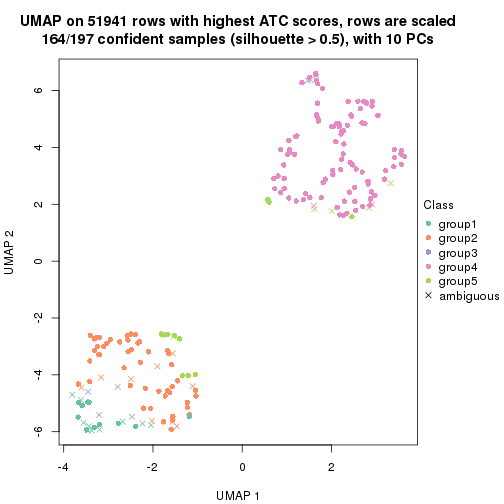 UMAP on 51941 rows with highest ATC scores, rows are scaled
164/197 confident samples (silhouette > 0.5), with 10 PCs
6
4
2
0
-2
-4
-6
UMAP 2
-4
-2
0
2
UMAP 1
Class
group1
group2
group3
group4
group5
ambiguous